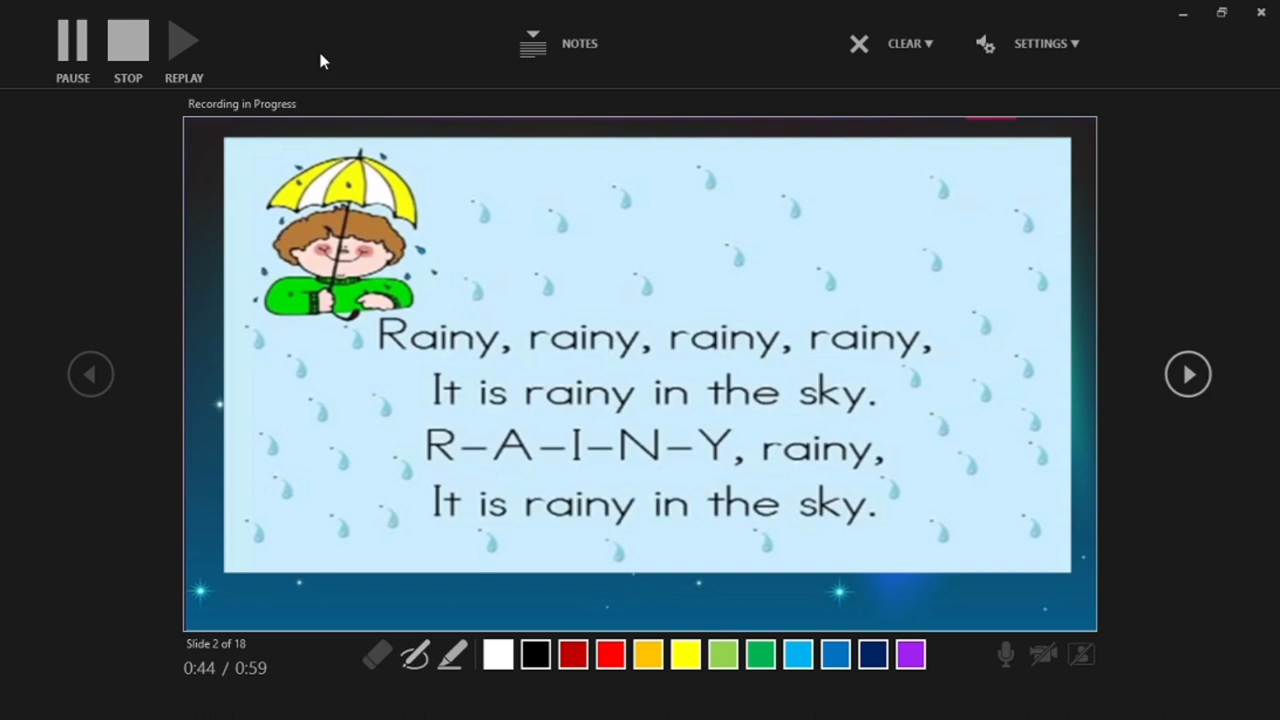 PAUSE STOP REPLAY
NOTES
CLEAR
SETTINGS
Recording in Progress
Rainy, rainy, rainy, rainy,
It is rainy in the sky.
R-A-I-N-Y, rainy,
It is rainy in the sky.
Slide 2 of 18
0:44 / 0:59